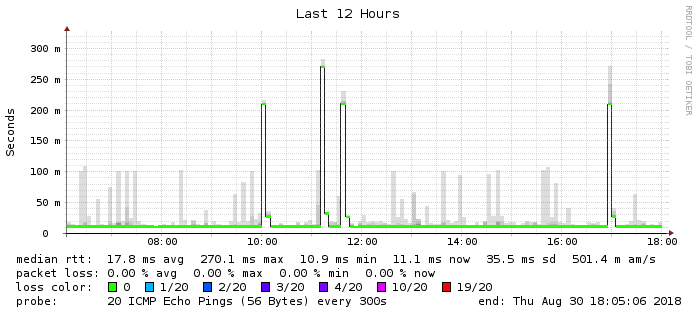 Last 12 Hours
RRDTOOL / TOBI OETIKER
Seconds
300 m
250 m
200 m
150 m
100 m
50 m
0
08:00 10:00 12:00 14:00 16:00 18:00
median rtt: 17.8 ms avg 270.1 ms max 10.9 ms min 11.1 ms now 35.5 ms sd 501.4 m am/s
packet loss: 0.00 % avg 0.00 % max 0.00 % min 0.00 % now
loss color: 0 1/20 2/20 3/20 4/20 10/20 19/20
probe: 20 ICMP Echo Pings (56 Bytes) every 300s end: Thu Aug 30 18:05:06 2018